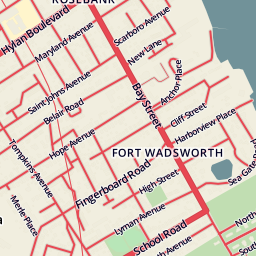 ROSEBANK
Hylan Boulevard
Maryland Avenue
Scarboro Avenue
New Lane
Saint Johns Avenue
Bay Street
Anchor Place
Belair Road
Cliff Street
Harborview Place
Hope Avenue
Tompkins Avenue
FORT WADSWORTH
Fingerboard Road
High Street
Sea Gate
Merle Place
Lyman Avenue
School Road
North